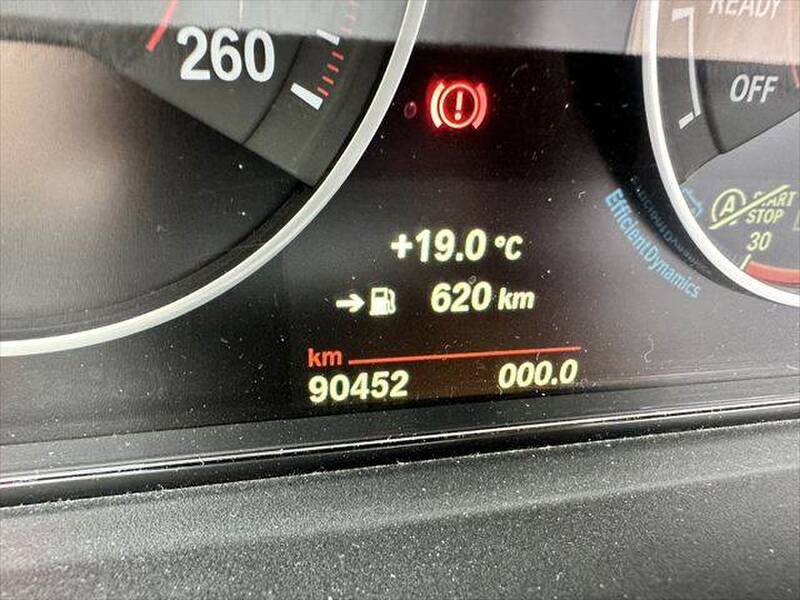 260
READY
OFF
START
STOP
30
EfficientDynamics
+19.0 °C
620 km
km
90452 000.0